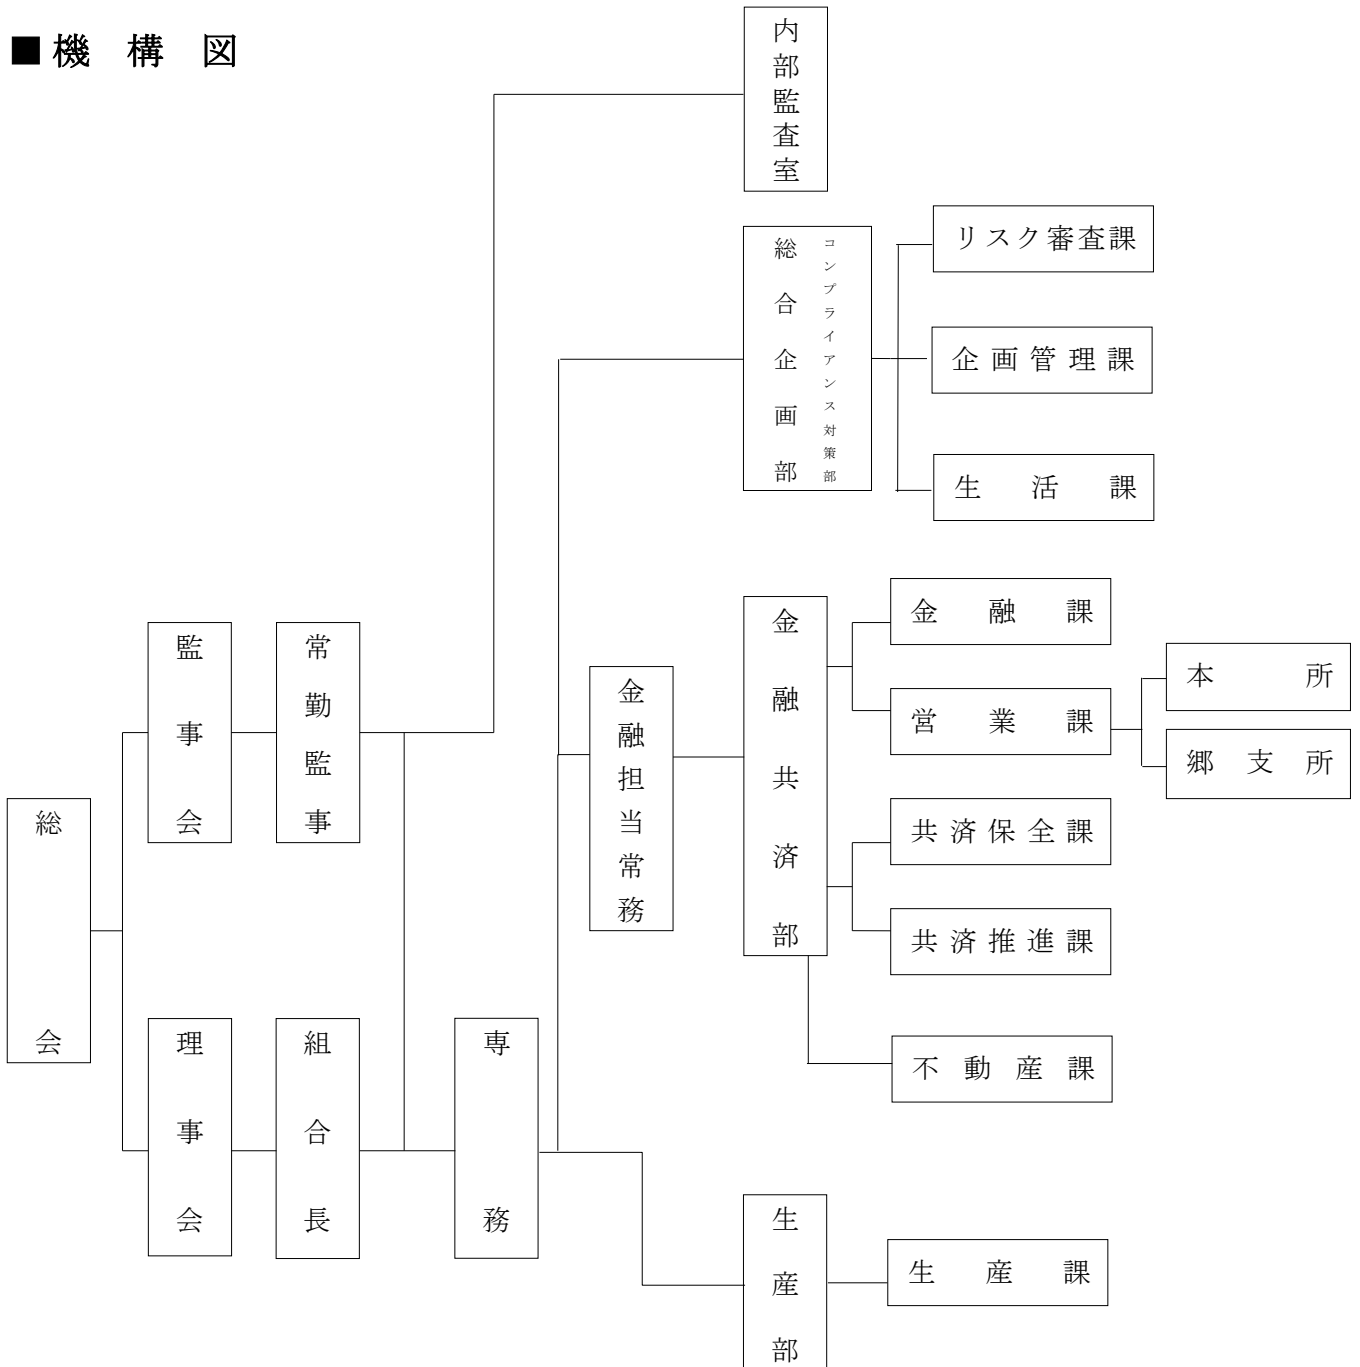 ■機構図
内部監査室
総合企画部
コンプライアンス対策部
リスク審査課
企画管理課
生活課
金融担当常務
金融共済部
金融課
営業課
本所
郷支所
共済保全課
共済推進課
不動産課
総会
監事会
常勤監事
理事会
組合長
専務
生産部
生産課